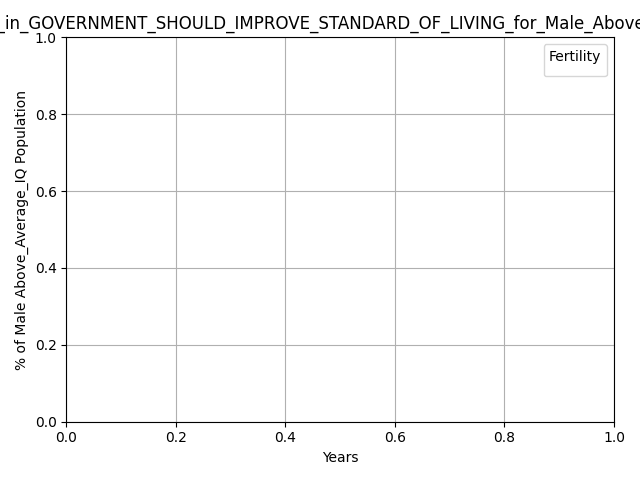 _in_GOVERNMENT_SHOULD_IMPROVE_STANDARD_OF_LIVING_for_Male_Above
Fertility
% of Male Above_Average_IQ Population
1.0
0.8
0.6
0.4
0.2
0.0
0.0 0.2 0.4 0.6 0.8 1.0
Years